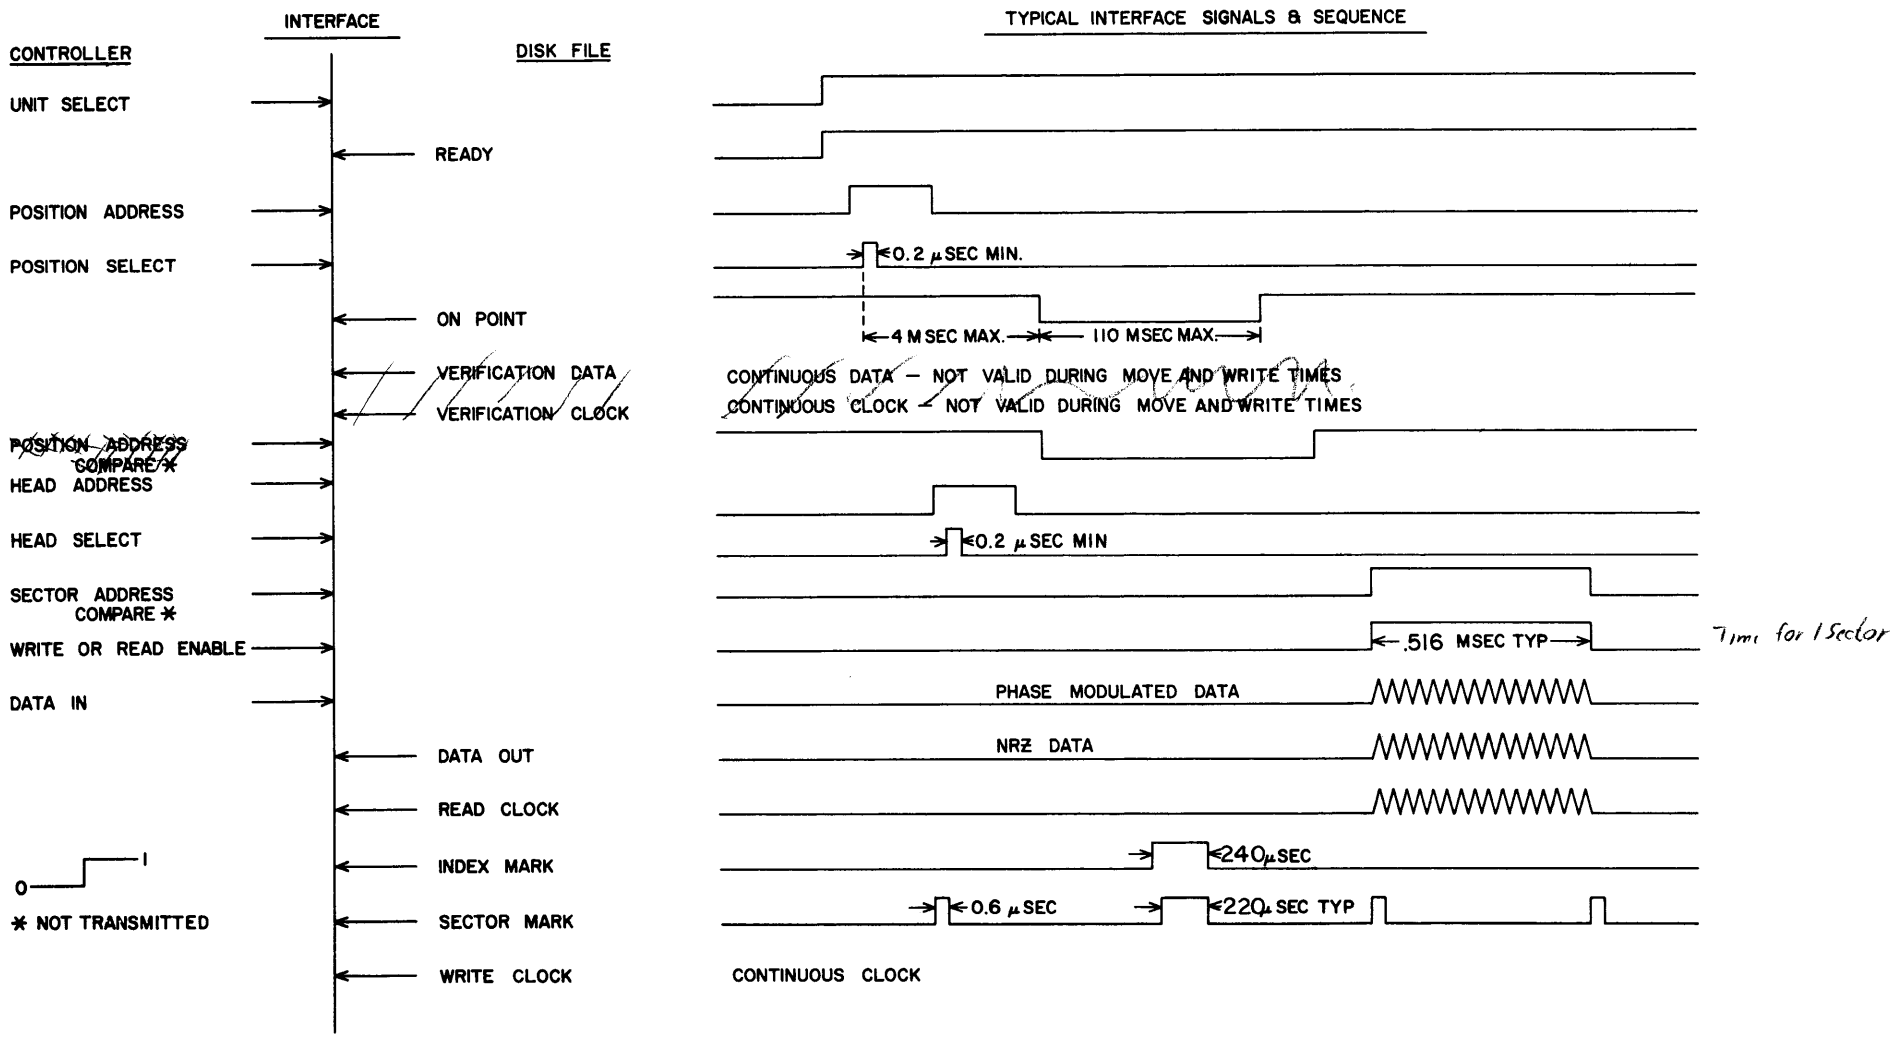 INTERFACE
TYPICAL INTERFACE SIGNALS & SEQUENCE
CONTROLLER
DISK FILE
UNIT SELECT
READY
POSITION ADDRESS
POSITION SELECT
0.2 μSEC MIN.
ON POINT
4 MSEC MAX.
110 MSEC MAX.
VERIFICATION DATA
CONTINUOUS DATA – NOT VALID DURING MOVE AND WRITE TIMES
VERIFICATION CLOCK
CONTINUOUS CLOCK – NOT VALID DURING MOVE AND WRITE TIMES
POSITION ADDRESS
COMPARE *
HEAD ADDRESS
HEAD SELECT
0.2 μSEC MIN
SECTOR ADDRESS
COMPARE *
WRITE OR READ ENABLE
.516 MSEC TYP
Time for 1 Sector
DATA IN
PHASE MODULATED DATA
DATA OUT
NRZ DATA
READ CLOCK
INDEX MARK
240μSEC
0
1
* NOT TRANSMITTED
SECTOR MARK
0.6 μSEC
220μSEC TYP
WRITE CLOCK
CONTINUOUS CLOCK